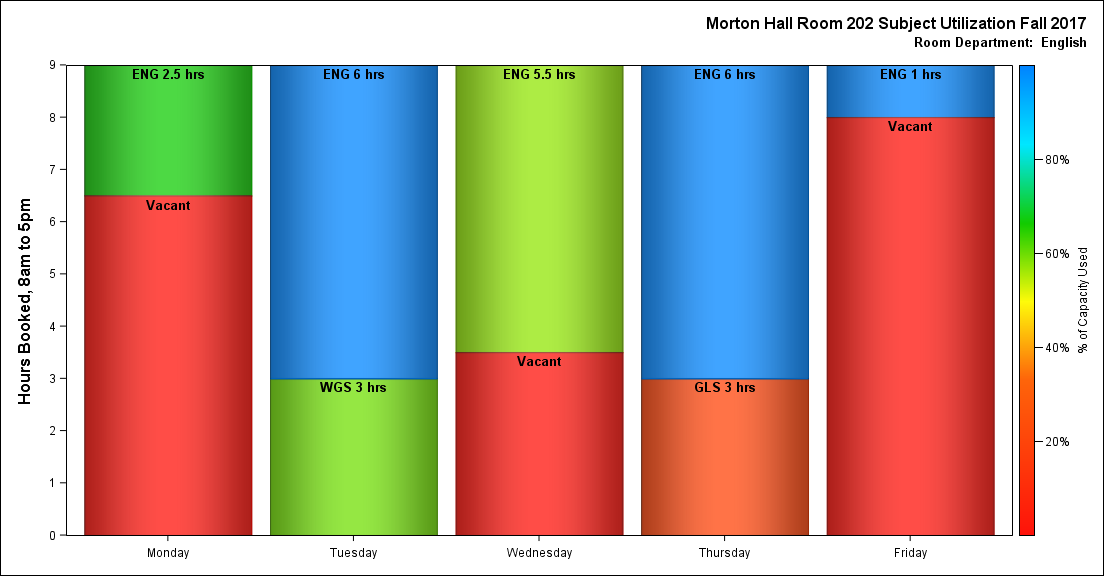 Morton Hall Room 202 Subject Utilization Fall 2017
Room Department:  English
Hours Booked, 8am to 5pm
9
8
7
6
5
4
3
2
1
0
ENG 2.5 hrs
Vacant
ENG 6 hrs
WGS 3 hrs
ENG 5.5 hrs
Vacant
ENG 6 hrs
GLS 3 hrs
ENG 1 hrs
Vacant
Monday
Tuesday
Wednesday
Thursday
Friday
80%
60%
40%
20%
% of Capacity Used